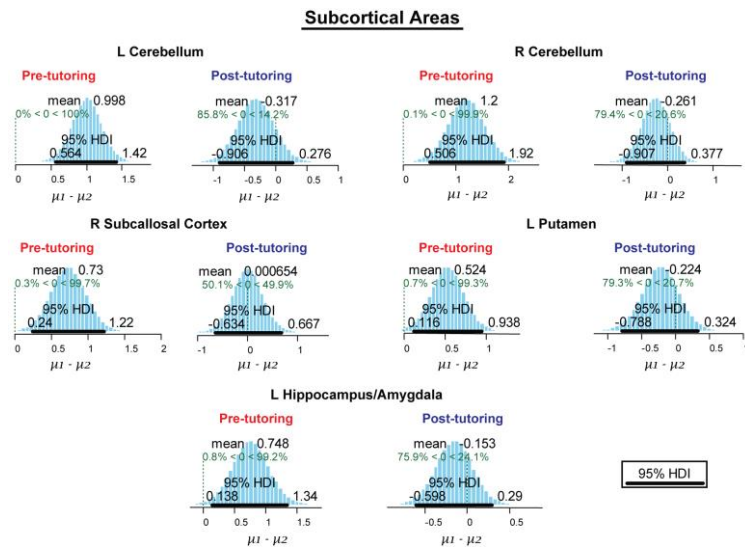 Subcortical Areas
L Cerebellum
Pre-tutoring
mean 0.998
0% < 0 < 100%
95% HDI
0.564 1.42
0 0.5 1 1.5
μ1 - μ2
Post-tutoring
mean -0.317
85.8% < 0 < 14.2%
95% HDI
-0.906 0.276
-1 -0.5 0 0.5 1
μ1 - μ2
R Cerebellum
Pre-tutoring
mean 1.2
0.1% < 0 < 99.9%
95% HDI
0.506 1.92
0 1 2
μ1 - μ2
Post-tutoring
mean -0.261
79.4% < 0 < 20.6%
95% HDI
-0.907 0.377
-1 0 1
μ1 - μ2
R Subcallosal Cortex
Pre-tutoring
mean 0.73
0.3% < 0 < 99.7%
95% HDI
0.24 1.22
0 0.5 1 1.5 2
μ1 - μ2
Post-tutoring
mean 0.000654
50.1% < 0 < 49.9%
95% HDI
-0.634 0.667
-1 0 1
μ1 - μ2
L Putamen
Pre-tutoring
mean 0.524
0.7% < 0 < 99.3%
95% HDI
0.116 0.938
0 0.5 1
μ1 - μ2
Post-tutoring
mean -0.224
79.3% < 0 < 20.7%
95% HDI
-0.788 0.324
-1 0 1
μ1 - μ2
L Hippocampus/Amygdala
Pre-tutoring
mean 0.748
0.8% < 0 < 99.2%
95% HDI
0.138 1.34
0 0.5 1 1.5
μ1 - μ2
Post-tutoring
mean -0.153
75.9% < 0 < 24.1%
95% HDI
-0.598 0.29
-0.5 0 0.5
μ1 - μ2
95% HDI